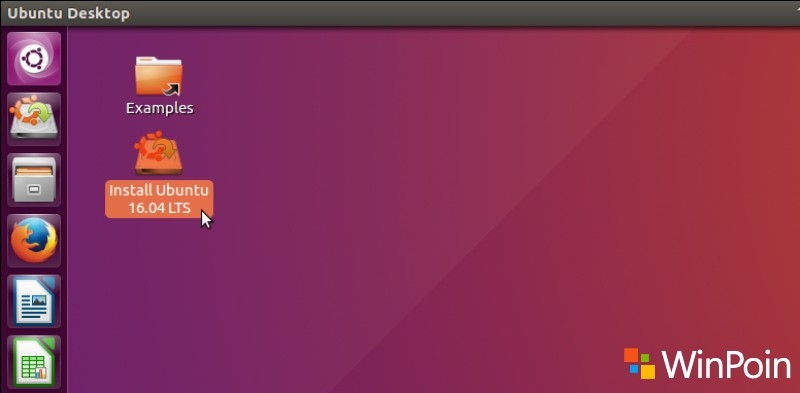 Ubuntu Desktop
Examples
Install Ubuntu
16.04 LTS
WinPoin